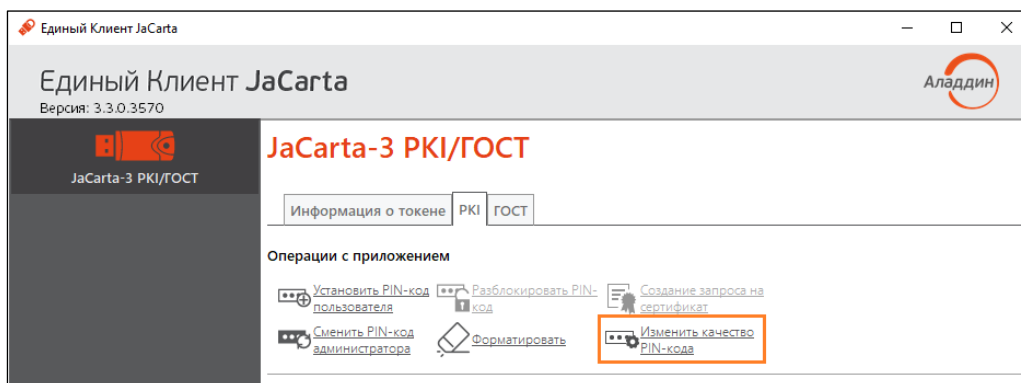 Единый Клиент JaCarta
Единый Клиент JaCarta
Версия: 3.3.0.3570
Аладдин
JaCarta-3 PKI/ГОСТ
JaCarta-3 PKI/ГОСТ
Информация о токене PKI ГОСТ
Операции с приложением
Установить PIN-код
пользователя
Разблокировать PIN-
код
Создание запроса на
сертификат
Сменить PIN-код
администратора
Форматировать
Изменить качество
PIN-кода